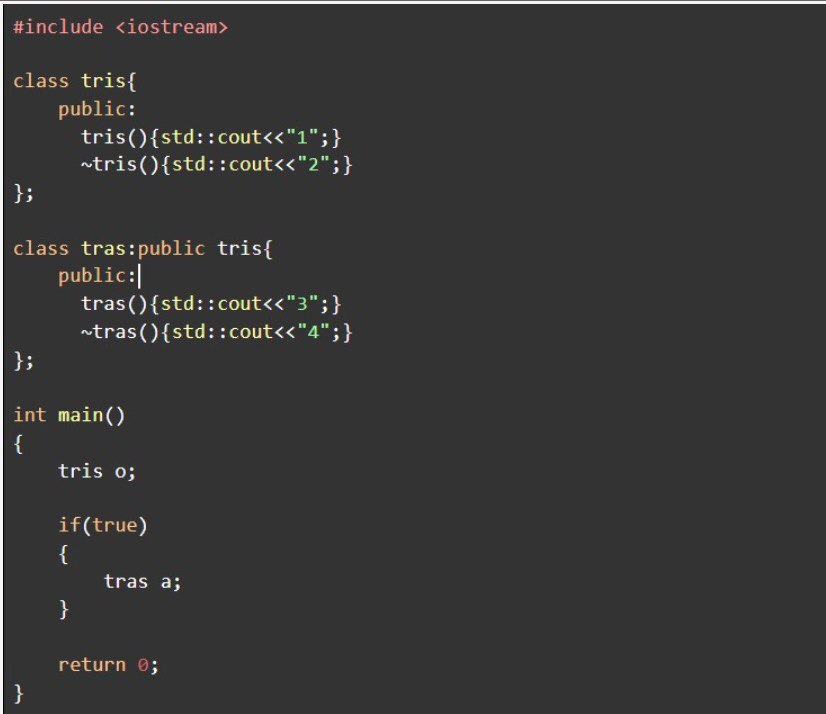 #include <iostream>

class tris{
    public:
      tris(){std::cout<<"1";}
      ~tris(){std::cout<<"2";}
};

class tras:public tris{
    public:
      tras(){std::cout<<"3";}
      ~tras(){std::cout<<"4";}
};

int main()
{
    tris o;

    if(true)
    {
        tras a;
    }

    return 0;
}